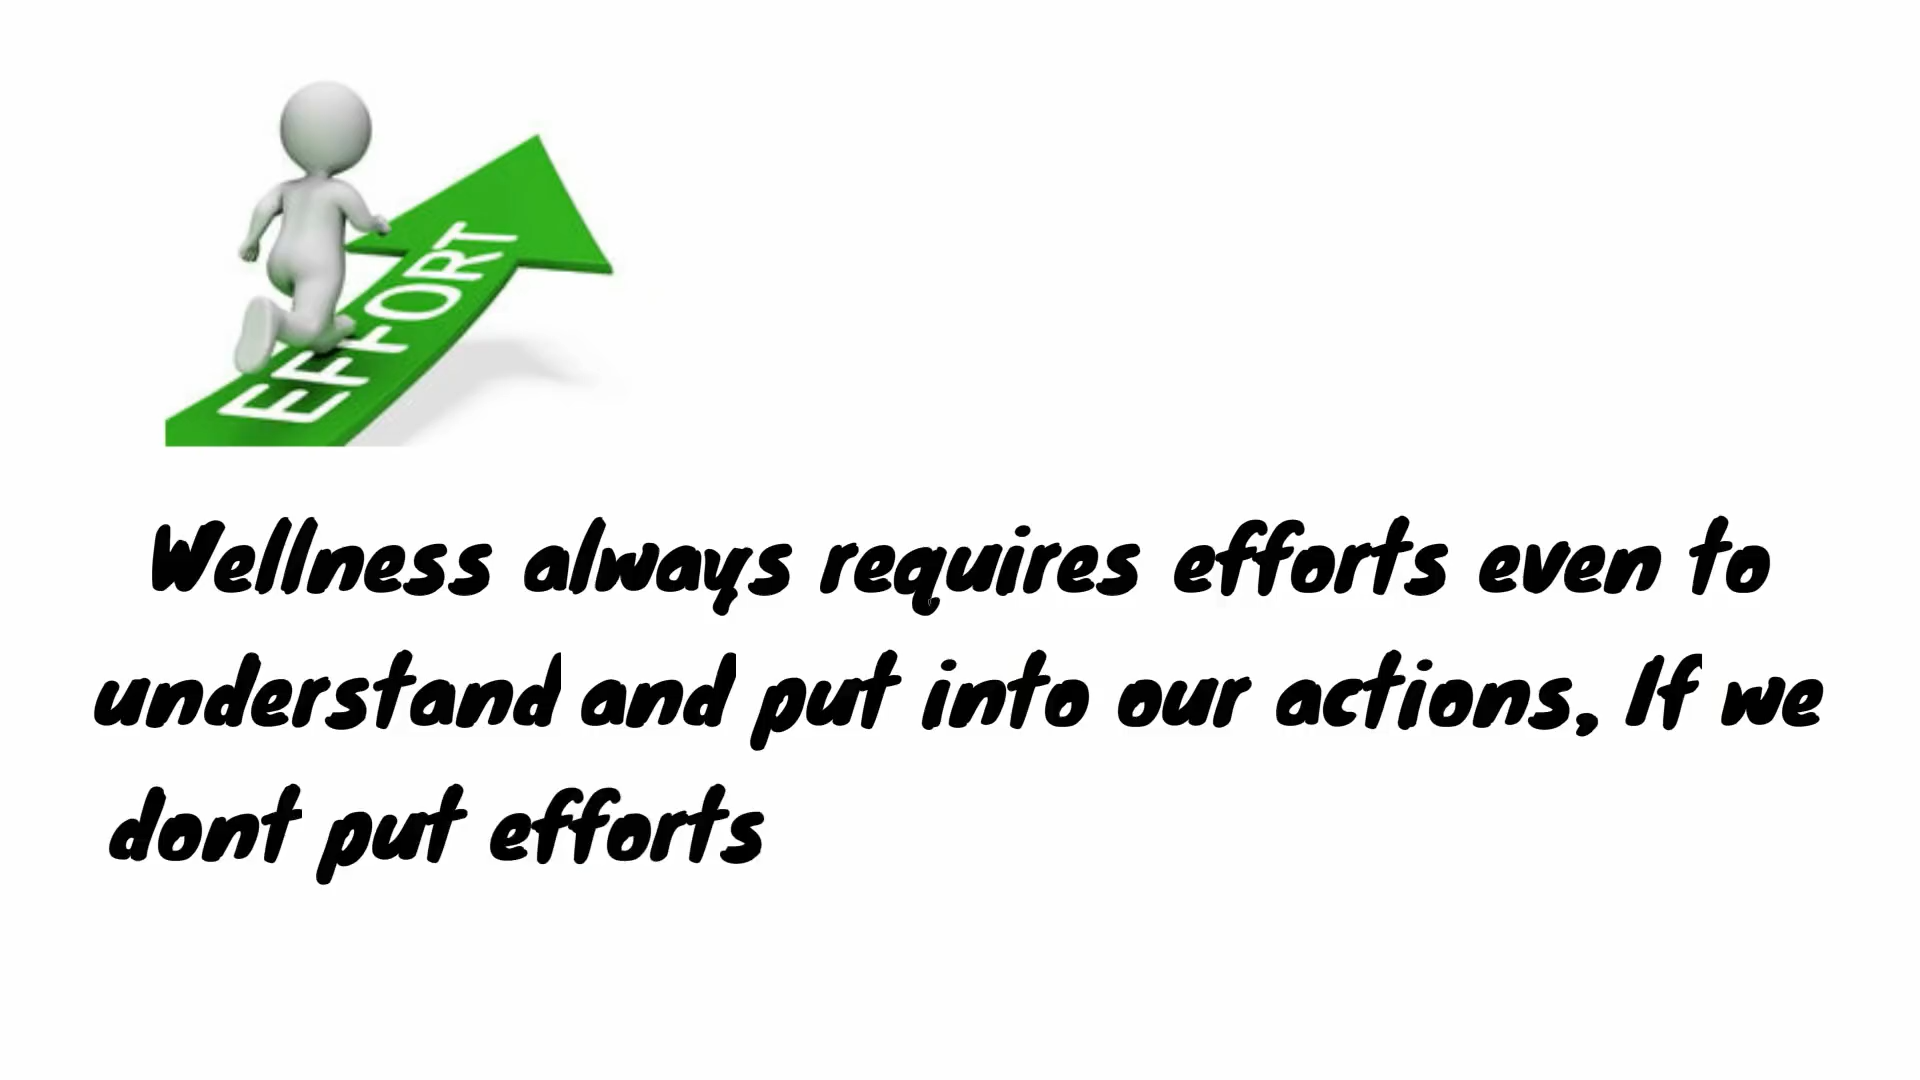 EFFORT
Wellness always requires efforts even to
understand and put into our actions, If we
dont put efforts